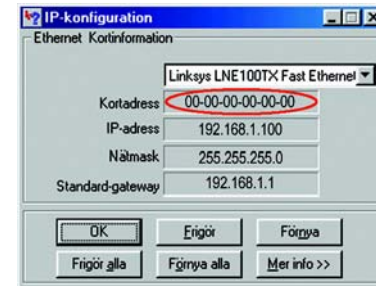 IP-konfiguration
Ethernet Kortinformation
Linksys LNE100TX Fast Ethernet
Kortadress 00-00-00-00-00-00
IP-adress 192.168.1.100
Nätmask 255.255.255.0
Standard-gateway 192.168.1.1
OK Frigör Förnya
Frigör alla Förnya alla Mer info >>